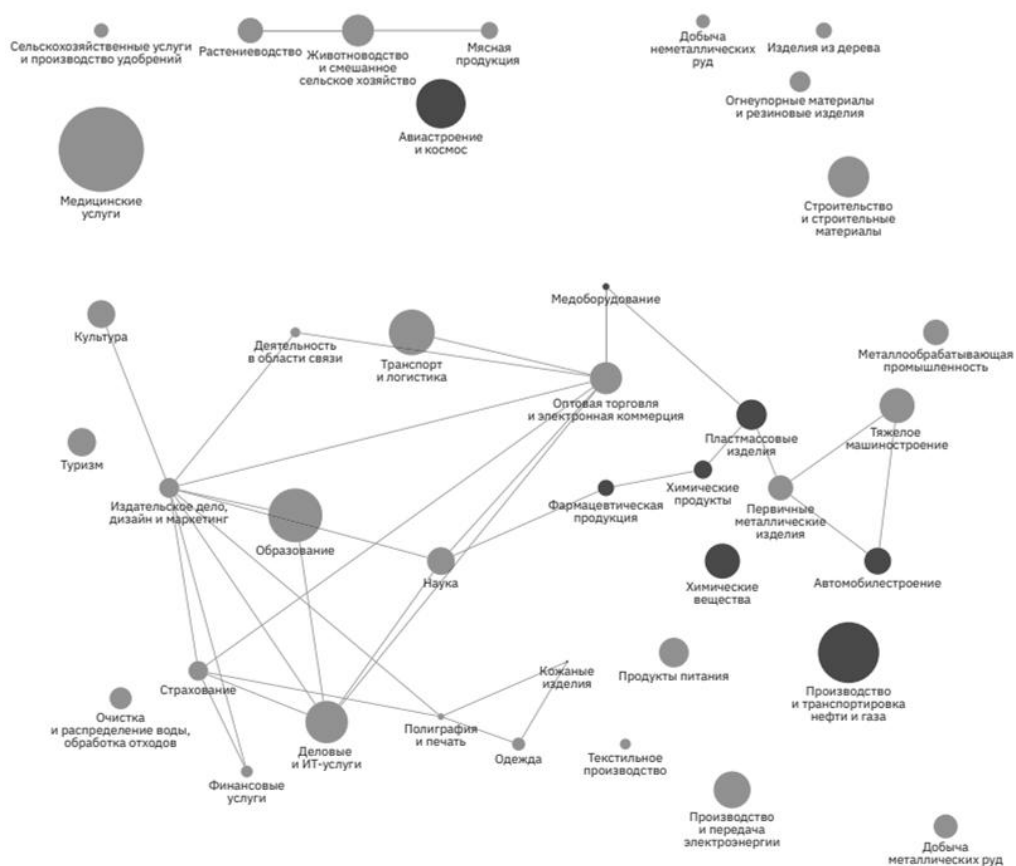 Сельскохозяйственные услуги
и производство удобрений
Растениеводство
Животноводство
и смешанное
сельское хозяйство
Мясная
продукция
Добыча
неметаллических
руд
Изделия из дерева
Огнеупорные материалы
и резиновые изделия
Авиастроение
и космос
Медицинские
услуги
Строительство
и строительные
материалы
Медоборудование
Культура
Деятельность
в области связи
Транспорт
и логистика
Металлообрабатывающая
промышленность
Оптовая торговля
и электронная коммерция
Пластмассовые
изделия
Тяжелое
машиностроение
Туризм
Издательское дело,
дизайн и маркетинг
Фармацевтическая
продукция
Химические
продукты
Первичные
металлические
изделия
Образование
Наука
Химические
вещества
Автомобилестроение
Страхование
Кожаные
изделия
Продукты питания
Производство
и транспортировка
нефти и газа
Очистка
и распределение воды,
обработка отходов
Деловые
и ИТ-услуги
Полиграфия
и печать
Одежда
Текстильное
производство
Финансовые
услуги
Производство
и передача
электроэнергии
Добыча
металлических руд